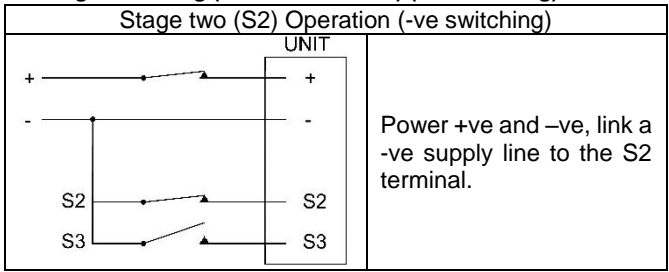 Stage two (S2) Operation (-ve switching)
UNIT
+ +
- -
S2 S2
S3 S3
Power +ve and –ve, link a
-ve supply line to the S2
terminal.